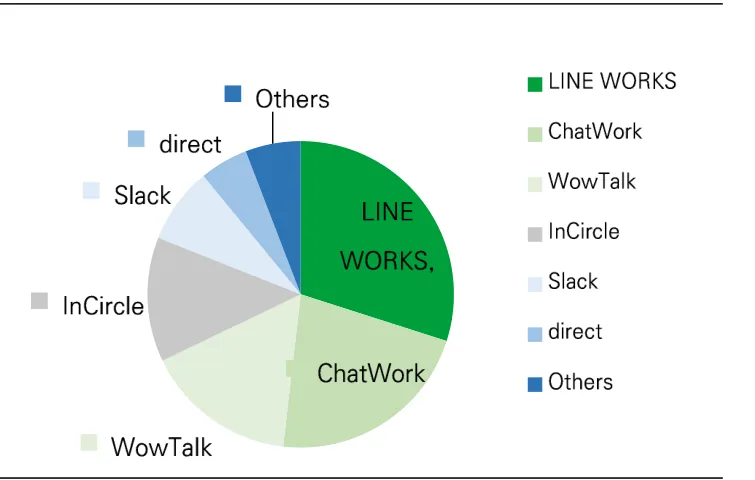 Others
direct
Slack
InCircle
WowTalk
LINE
WORKS,
ChatWork
LINE WORKS
ChatWork
WowTalk
InCircle
Slack
direct
Others